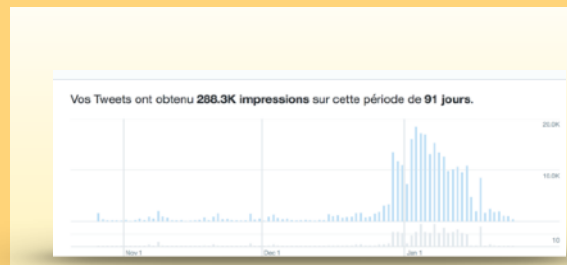 Vos Tweets ont obtenu 288.3K impressions sur cette période de 91 jours.
20.0K
10.0K
10
Nov 1
Dec 1
Jan 1